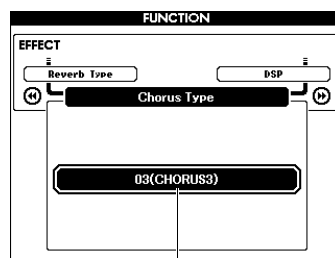 FUNCTION
EFFECT
Reverb Type
DSP
Chorus Type
03(CHORUS3)